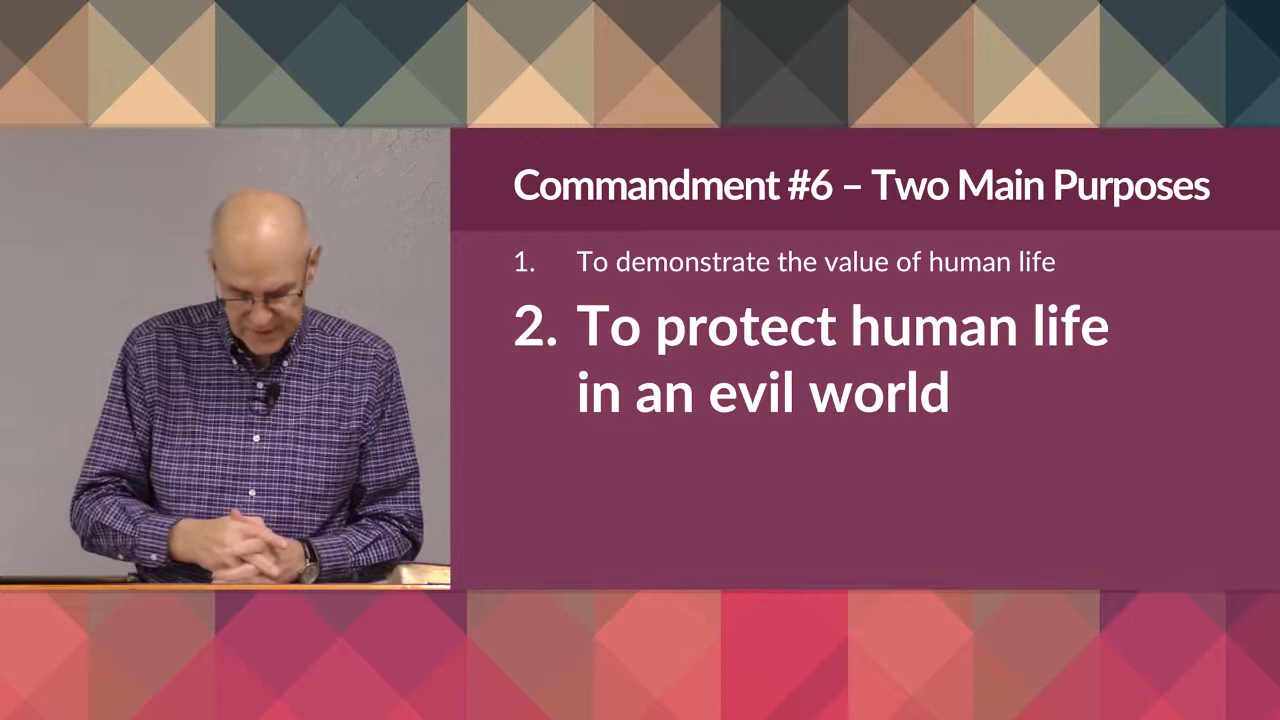 Commandment #6 – Two Main Purposes
1. To demonstrate the value of human life
2. To protect human life
in an evil world